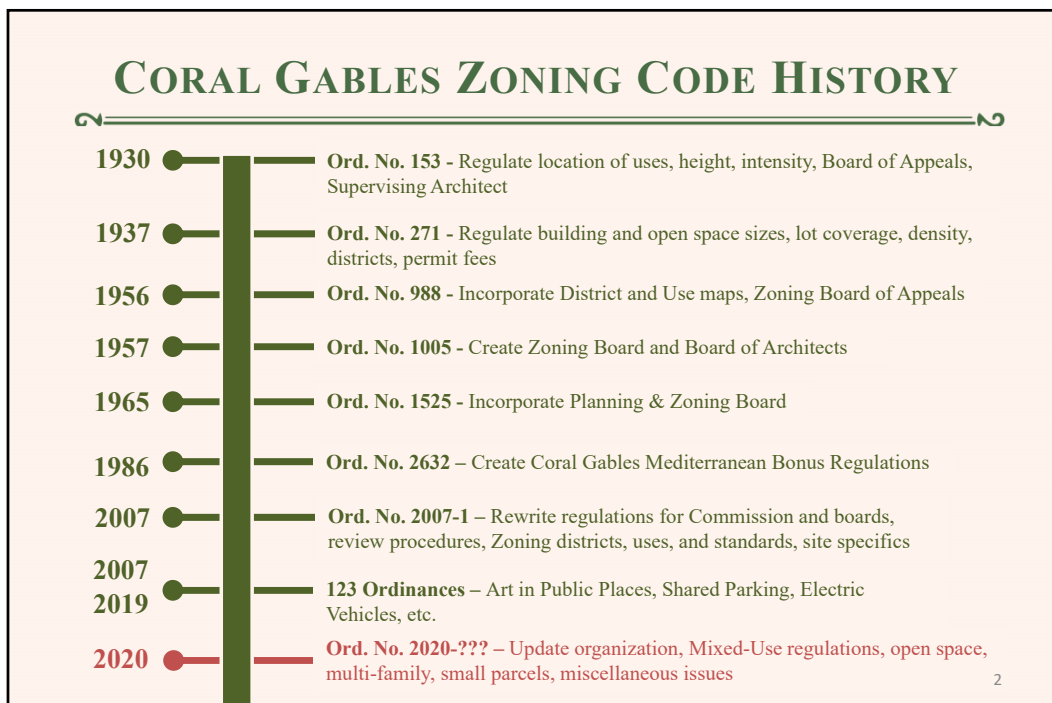 CORAL GABLES ZONING CODE HISTORY
1930 Ord. No. 153 - Regulate location of uses, height, intensity, Board of Appeals,
Supervising Architect
1937 Ord. No. 271 - Regulate building and open space sizes, lot coverage, density,
districts, permit fees
1956 Ord. No. 988 - Incorporate District and Use maps, Zoning Board of Appeals
1957 Ord. No. 1005 - Create Zoning Board and Board of Architects
1965 Ord. No. 1525 - Incorporate Planning & Zoning Board
1986 Ord. No. 2632 – Create Coral Gables Mediterranean Bonus Regulations
2007 Ord. No. 2007-1 – Rewrite regulations for Commission and boards,
review procedures, Zoning districts, uses, and standards, site specifics
2007
2019
123 Ordinances – Art in Public Places, Shared Parking, Electric
Vehicles, etc.
2020 Ord. No. 2020-??? – Update organization, Mixed-Use regulations, open space,
multi-family, small parcels, miscellaneous issues
2